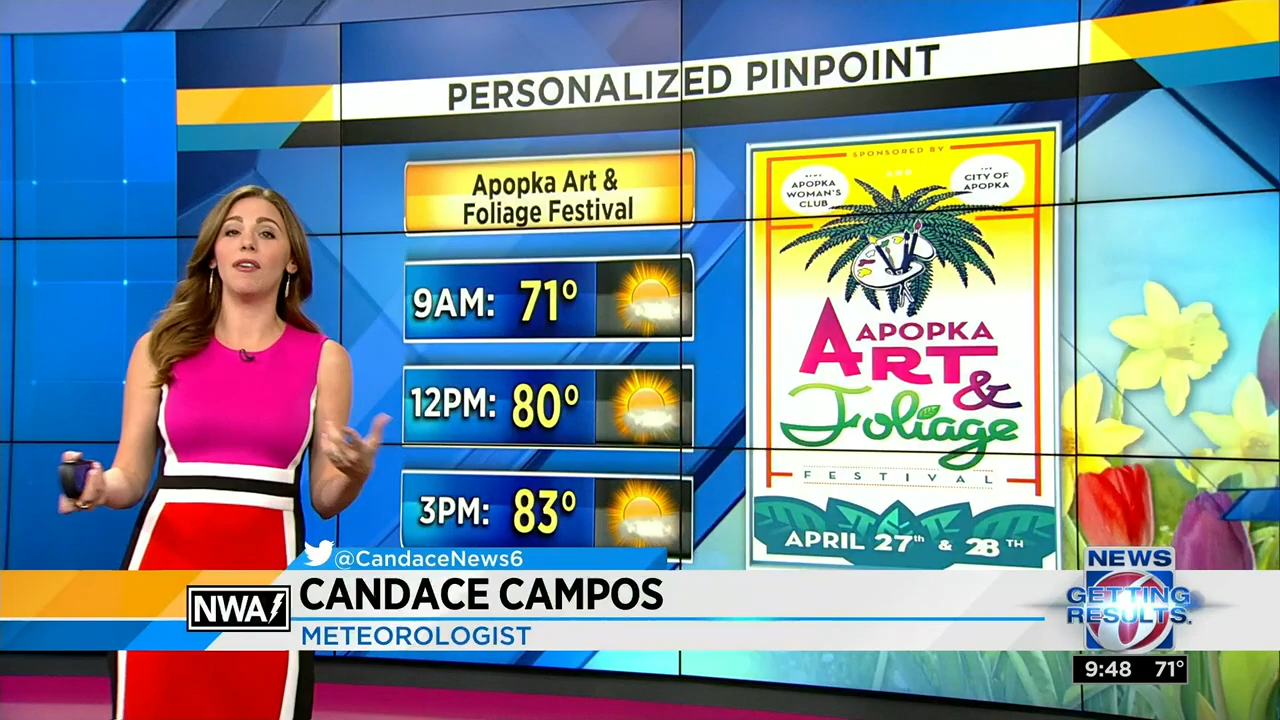 PERSONALIZED PINPOINT
Apopka Art &
Foliage Festival
9AM: 71°
12PM: 80°
3PM: 83°
SPONSORED BY
APOPKA
WOMAN'S
CLUB
AND
CITY OF
APOPKA
APOPKA
ART
&
Foliage
FESTIVAL
APRIL 27th & 28TH
@CandaceNews6
NWA
CANDACE CAMPOS
METEOROLOGIST
NEWS
6
GETTING
RESULTS.
9:48 71°